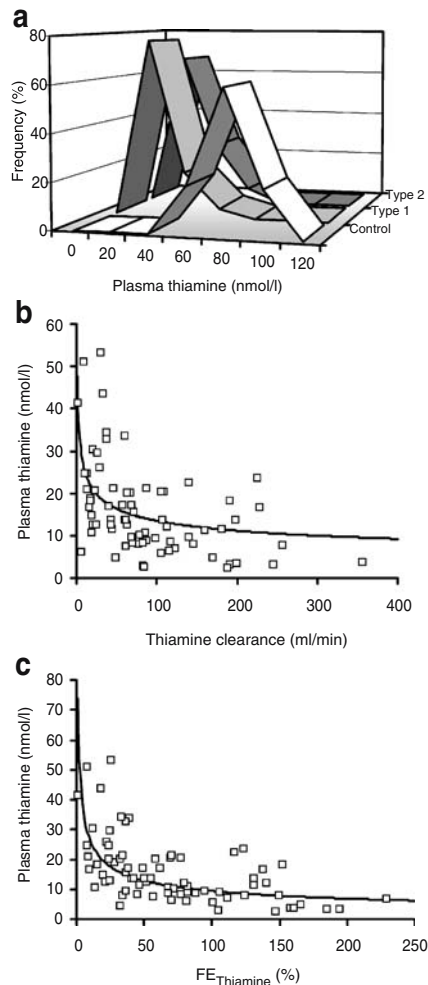 a
80
60
40
20
0
Frequency (%)
0 20 40 60 80 100 120
Plasma thiamine (nmol/l)
Type 2
Type 1
Control
b
60
50
40
30
20
10
0
Plasma thiamine (nmol/l)
0 100 200 300 400
Thiamine clearance (ml/min)
c
80
70
60
50
40
30
20
10
0
Plasma thiamine (nmol/l)
0 50 100 150 200 250
FEThiamine (%)